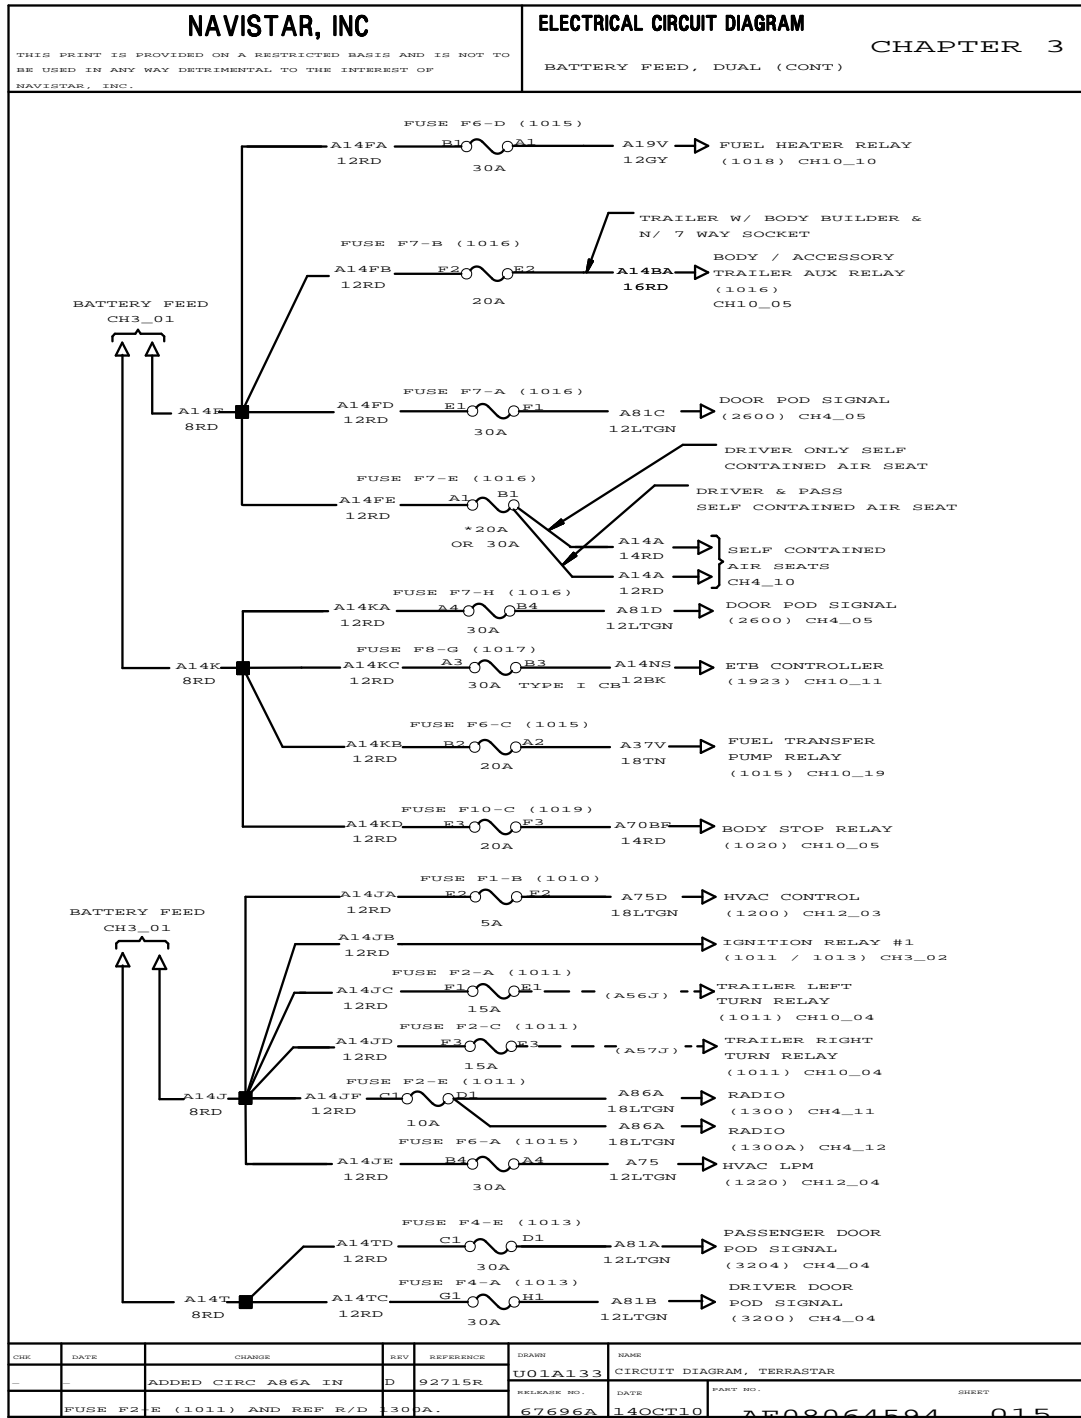 NAVISTAR, INC
THIS PRINT IS PROVIDED ON A RESTRICTED BASIS AND IS NOT TO
BE USED IN ANY WAY DETRIMENTAL TO THE INTEREST OF
NAVISTAR, INC.
ELECTRICAL CIRCUIT DIAGRAM
CHAPTER 3
BATTERY FEED, DUAL (CONT)
FUSE F6-D (1015)
A14FA B1 A1 A19V FUEL HEATER RELAY
12RD 30A 12GY (1018) CH10_10
TRAILER W/ BODY BUILDER &
N/ 7 WAY SOCKET
FUSE F7-B (1016)
BODY / ACCESSORY
A14FB F2 E2 A14BA TRAILER AUX RELAY
12RD 20A 16RD (1016)
CH10_05
BATTERY FEED
CH3_01
FUSE F7-A (1016)
A14F A14FD E1 F1 A81C DOOR POD SIGNAL
8RD 12RD 30A 12LTGN (2600) CH4_05
DRIVER ONLY SELF
CONTAINED AIR SEAT
FUSE F7-E (1016)
DRIVER & PASS
SELF CONTAINED AIR SEAT
A14FE A1 B1
12RD *20A
OR 30A
A14A
14RD
SELF CONTAINED
AIR SEATS
CH4_10
A14A
12RD
FUSE F7-H (1016)
A14KA A4 B4 A81D DOOR POD SIGNAL
12RD 30A 12LTGN (2600) CH4_05
FUSE F8-G (1017)
A14K A14KC A3 B3 A14NS ETB CONTROLLER
8RD 12RD 30A TYPE I CB 12BK (1923) CH10_11
FUSE F6-C (1015)
A14KB B2 A2 A37V FUEL TRANSFER
12RD 20A 18TN PUMP RELAY
(1015) CH10_19
FUSE F10-C (1019)
A14KD E3 F3 A70BF BODY STOP RELAY
12RD 20A 14RD (1020) CH10_05
FUSE F1-B (1010)
A14JA E2 F2 A75D HVAC CONTROL
12RD 5A 18LTGN (1200) CH12_03
BATTERY FEED
CH3_01
A14JB IGNITION RELAY #1
12RD (1011 / 1013) CH3_02
FUSE F2-A (1011)
A14JC F1 E1 (A56J) TRAILER LEFT
12RD 15A TURN RELAY
(1011) CH10_04
FUSE F2-C (1011)
A14JD F3 E3 (A57J) TRAILER RIGHT
12RD 15A TURN RELAY
(1011) CH10_04
FUSE F2-E (1011)
A14J A14JF C1 D1 A86A RADIO
8RD 12RD 10A 18LTGN (1300) CH4_11
A86A RADIO
18LTGN (1300A) CH4_12
FUSE F6-A (1015)
A14JE B4 A4 A75 HVAC LPM
12RD 30A 12LTGN (1220) CH12_04
FUSE F4-E (1013)
A14TD C1 D1 A81A PASSENGER DOOR
12RD 30A 12LTGN POD SIGNAL
(3204) CH4_04
FUSE F4-A (1013)
A14T A14TC G1 H1 A81B DRIVER DOOR
8RD 12RD 30A 12LTGN POD SIGNAL
(3200) CH4_04
CHK DATE CHANGE REV REFERENCE DRAWN NAME
- - ADDED CIRC A86A IN D 92715R U01A133 CIRCUIT DIAGRAM, TERRASTAR
FUSE F2-E (1011) AND REF R/D 1300A.
RELEASE NO. DATE PART NO. SHEET
67696A 14OCT10 AE08064594 015